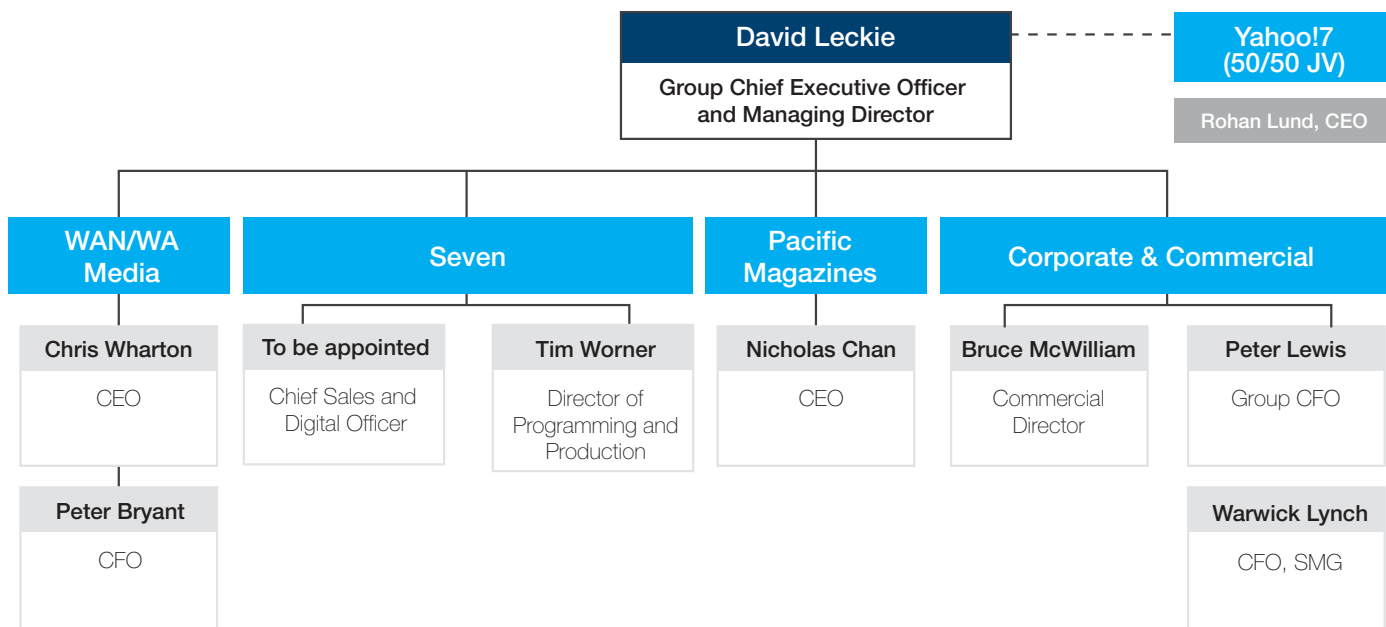 David Leckie
Group Chief Executive Officer
and Managing Director
Yahoo!7
(50/50 JV)
Rohan Lund, CEO
WAN/WA
Media
Seven
Pacific
Magazines
Corporate & Commercial
Chris Wharton
CEO
To be appointed
Chief Sales and
Digital Officer
Tim Worner
Director of
Programming and
Production
Nicholas Chan
CEO
Bruce McWilliam
Commercial
Director
Peter Lewis
Group CFO
Peter Bryant
CFO
Warwick Lynch
CFO, SMG